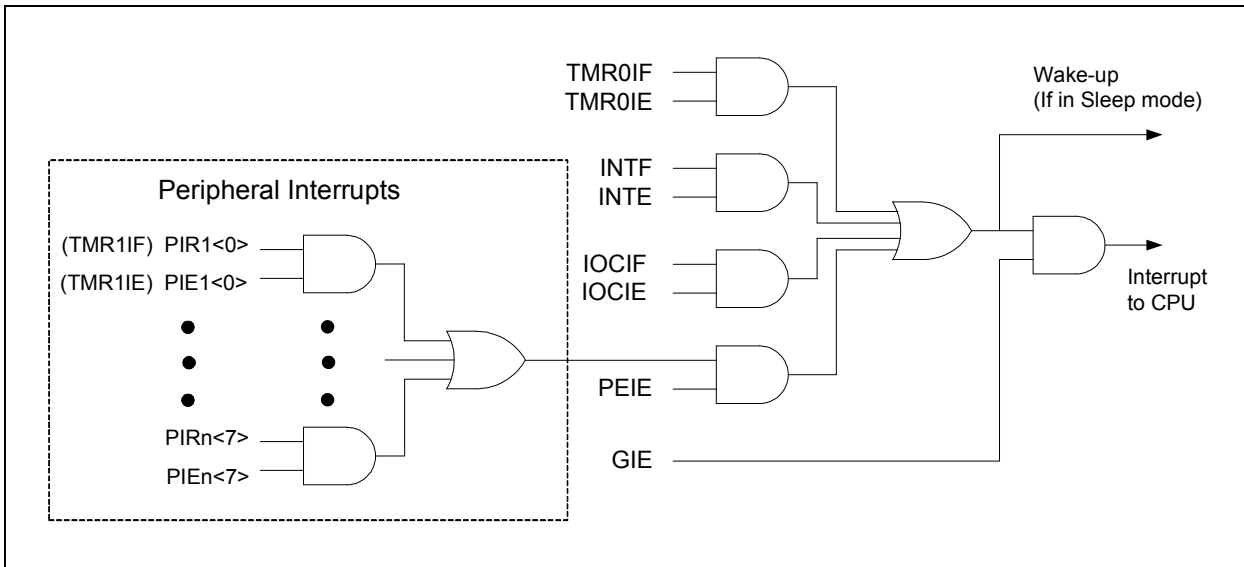 TMR0IF
TMR0IE
Wake-up
(If in Sleep mode)
INTF
INTE
Peripheral Interrupts
(TMR1IF) PIR1<0>
(TMR1IE) PIE1<0>
IOCIF
IOCIE
Interrupt
to CPU
PEIE
PIRn<7>
PIEn<7>
GIE